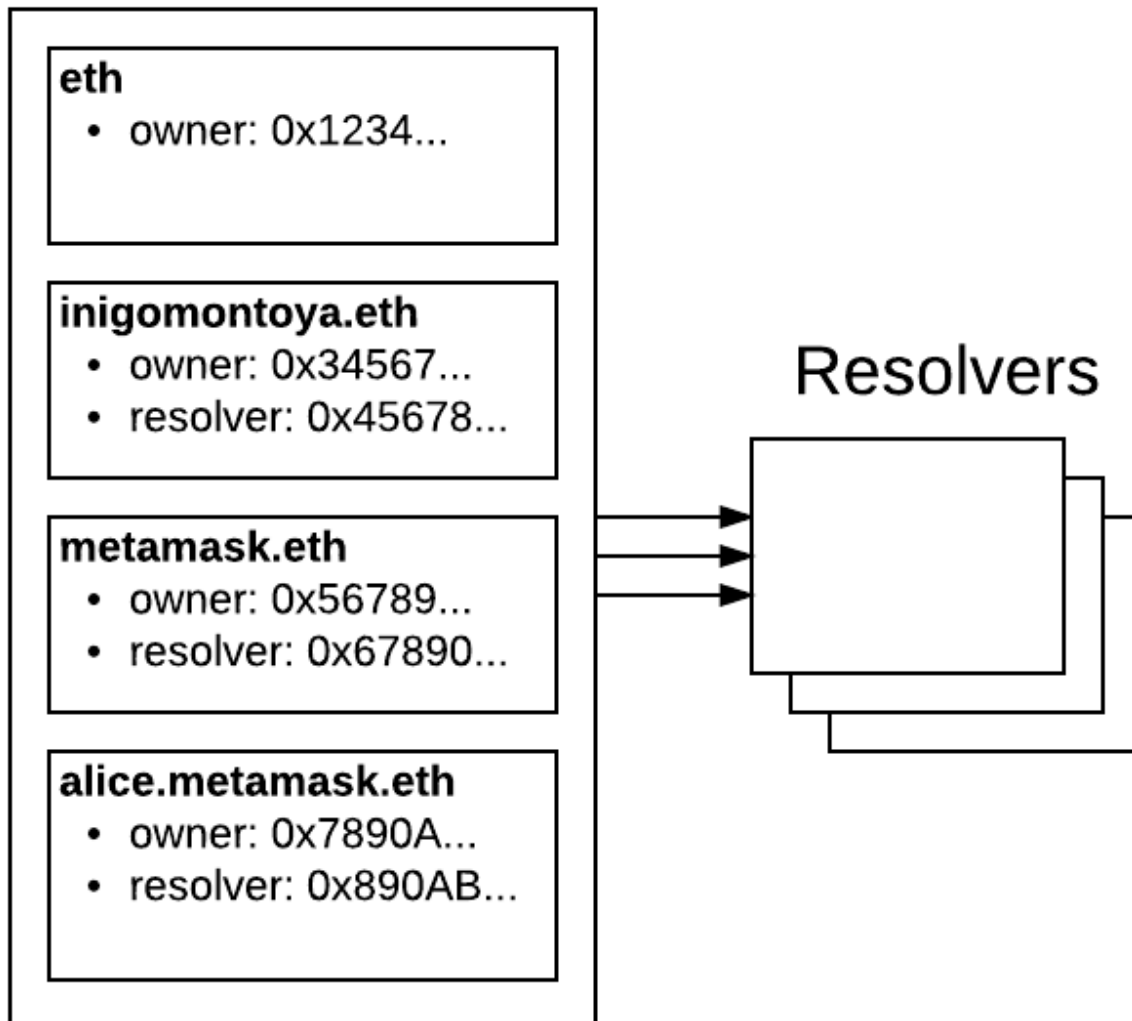 eth
• owner: 0x1234...
inigomontoya.eth
• owner: 0x34567...
• resolver: 0x45678...
metamask.eth
• owner: 0x56789...
• resolver: 0x67890...
alice.metamask.eth
• owner: 0x7890A...
• resolver: 0x890AB...
Resolvers